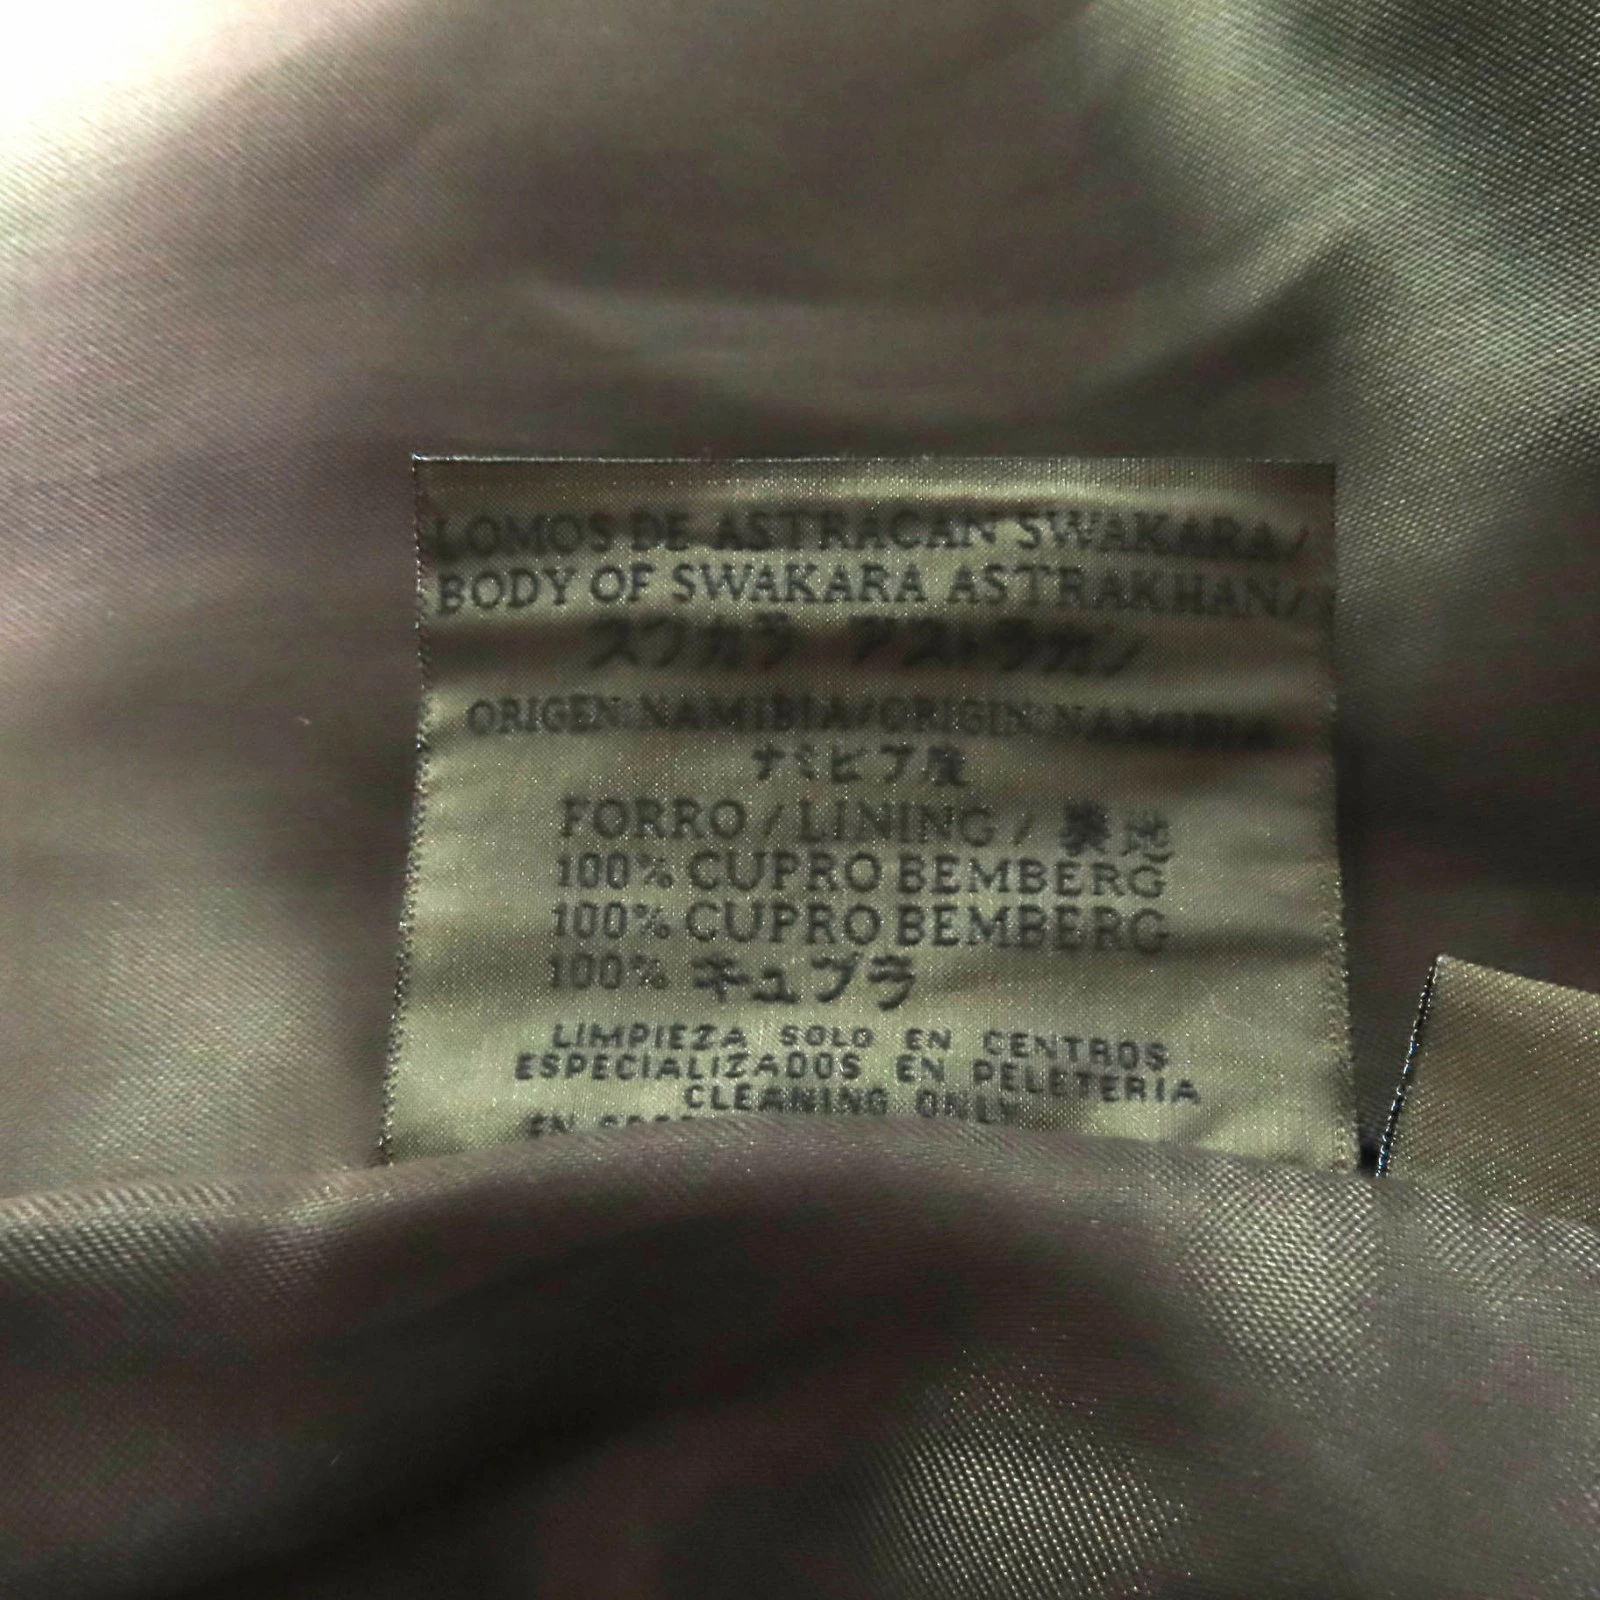 LOMOS DE ASTRACAN SWAKARA/
BODY OF SWAKARA ASTRAKHAN/
スワカラ アストラカン
ORIGEN: NAMIBIA/ORIGIN: NAMIBIA
ナミビア産
FORRO / LINING / 裏地
100% CUPRO BEMBERG
100% CUPRO BEMBERG
100% キュプラ
LIMPIEZA SOLO EN CENTROS
ESPECIALIZADOS EN PELETERIA
CLEANING ONLY
EN